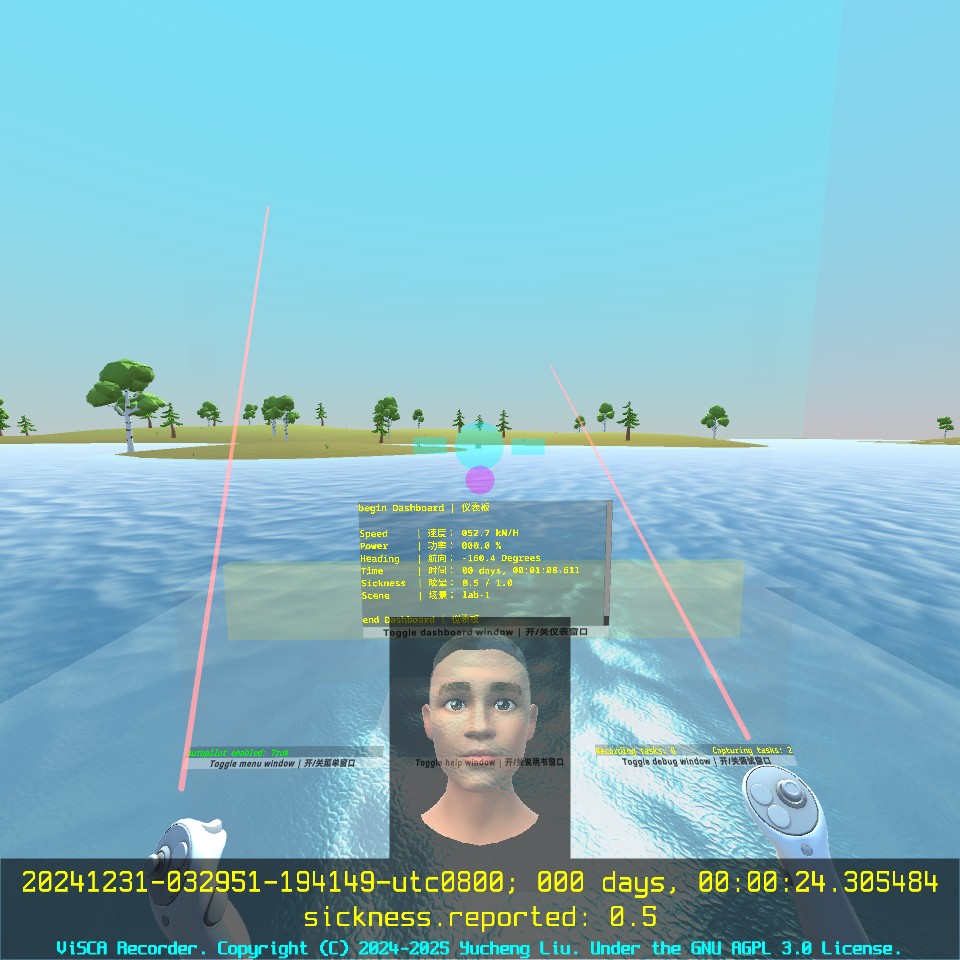 begin Dashboard | 仪表板
Speed | 速度： 052.7 kN/H
Power | 功率： 000.0 %
Heading | 航向： -160.4 Degrees
Time | 时间： 00 days, 00:01:08.611
Sickness | 眩晕： 0.5 / 1.0
Scene | 场景： lab-1
end Dashboard | 仪表板
Toggle dashboard window | 开/关仪表窗口
autopilot enabled: True
Recording tasks: 0 Capturing tasks: 2
Toggle menu window | 开/关菜单窗口
Toggle help window | 开/关说明书窗口
Toggle debug window | 开/关调试窗口
20241231-032951-194149-utc0800; 000 days, 00:00:24.305484
sickness.reported: 0.5
ViSCA Recorder. Copyright (C) 2024-2025 Yucheng Liu. Under the GNU AGPL 3.0 License.